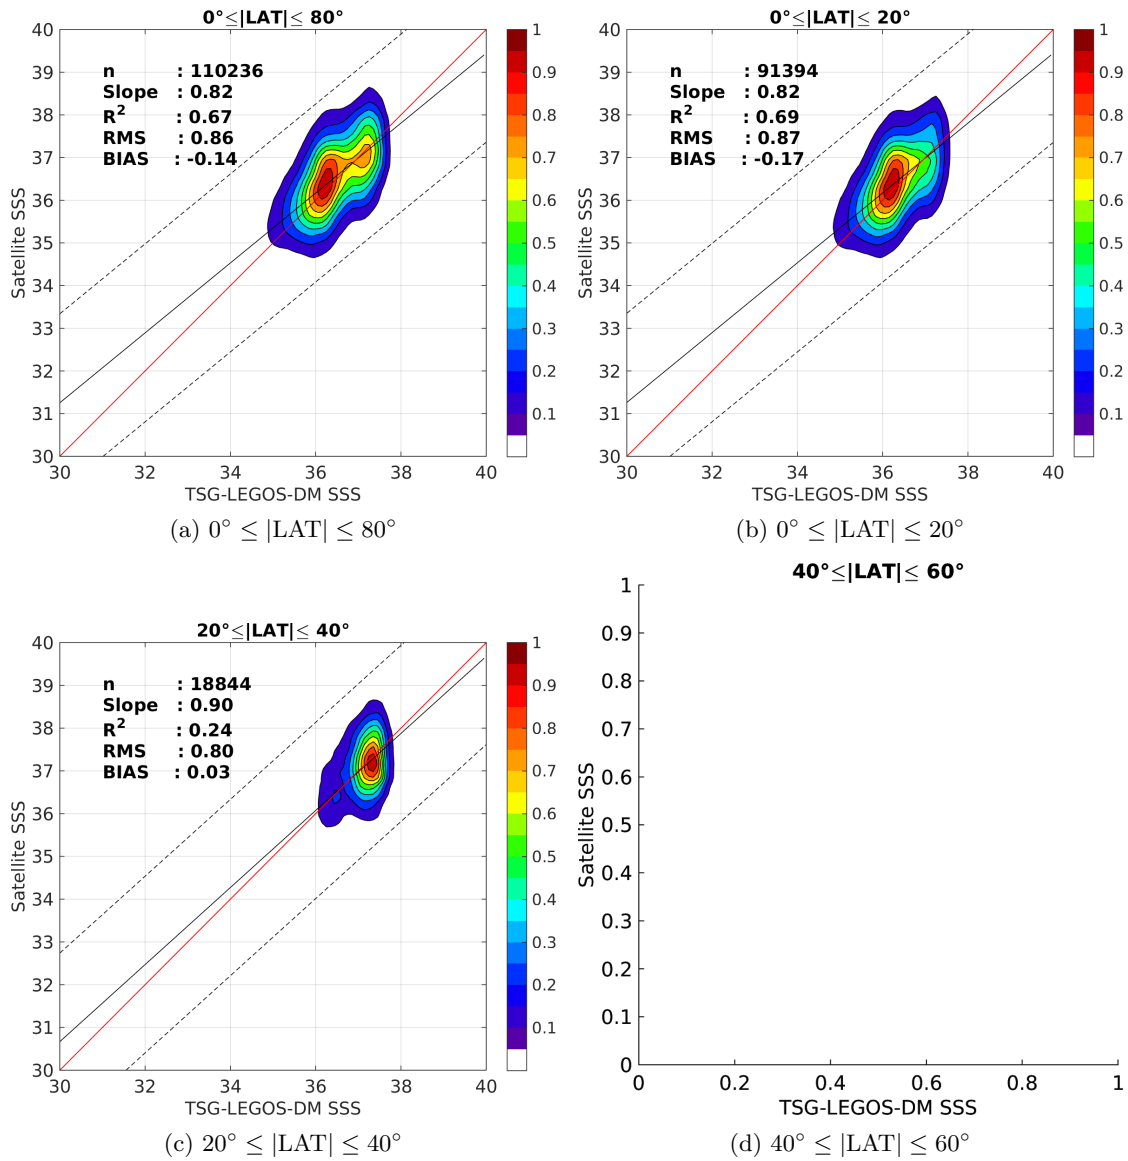 0°≤|LAT|≤ 80°
40
39
38
37
36
35
34
33
32
31
30
Satellite SSS
n : 110236
Slope : 0.82
R² : 0.67
RMS : 0.86
BIAS : -0.14
30 32 34 36 38 40
TSG-LEGOS-DM SSS
1
0.9
0.8
0.7
0.6
0.5
0.4
0.3
0.2
0.1
(a) 0° ≤ |LAT| ≤ 80°
0°≤|LAT|≤ 20°
40
39
38
37
36
35
34
33
32
31
30
Satellite SSS
n : 91394
Slope : 0.82
R² : 0.69
RMS : 0.87
BIAS : -0.17
30 32 34 36 38 40
TSG-LEGOS-DM SSS
1
0.9
0.8
0.7
0.6
0.5
0.4
0.3
0.2
0.1
(b) 0° ≤ |LAT| ≤ 20°
20°≤|LAT|≤ 40°
40
39
38
37
36
35
34
33
32
31
30
Satellite SSS
n : 18844
Slope : 0.90
R² : 0.24
RMS : 0.80
BIAS : 0.03
30 32 34 36 38 40
TSG-LEGOS-DM SSS
1
0.9
0.8
0.7
0.6
0.5
0.4
0.3
0.2
0.1
(c) 20° ≤ |LAT| ≤ 40°
40°≤|LAT|≤ 60°
1
0.9
0.8
0.7
0.6
0.5
0.4
0.3
0.2
0.1
0
Satellite SSS
0 0.2 0.4 0.6 0.8 1
TSG-LEGOS-DM SSS
(d) 40° ≤ |LAT| ≤ 60°